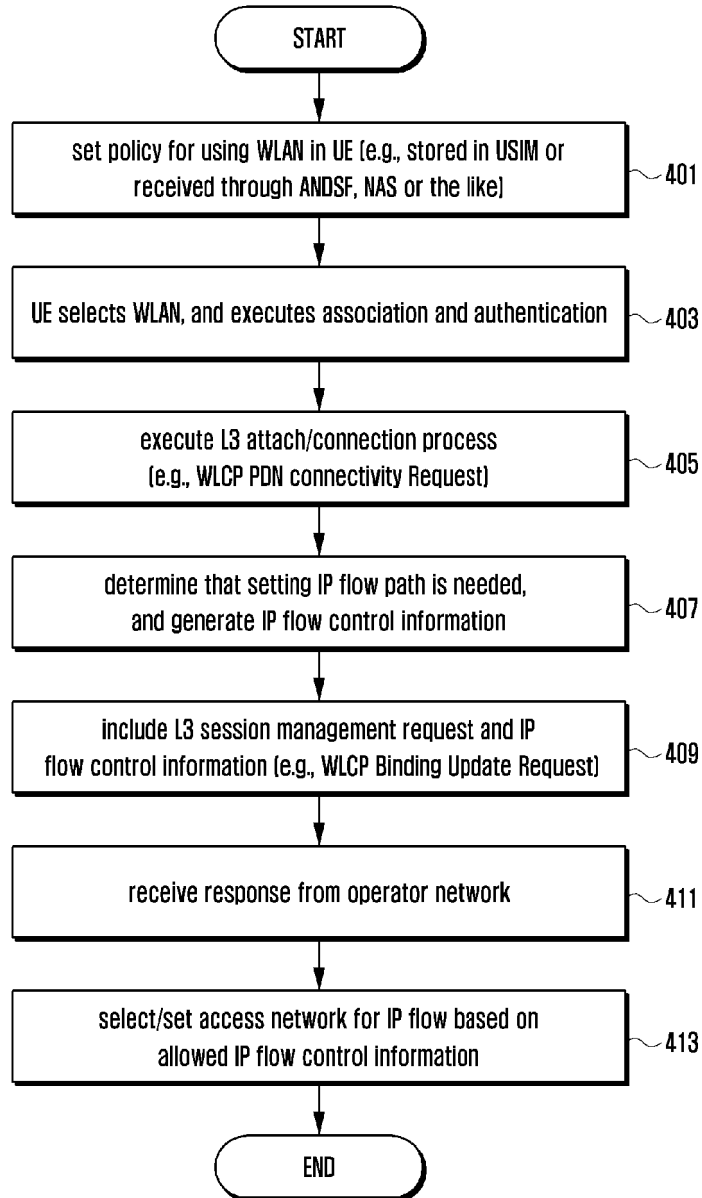 START
set policy for using WLAN in UE (e.g., stored in USIM or
received through ANDSF, NAS or the like)
401
UE selects WLAN, and executes association and authentication
403
execute L3 attach/connection process
(e.g., WLCP PDN connectivity Request)
405
determine that setting IP flow path is needed,
and generate IP flow control information
407
include L3 session management request and IP
flow control information (e.g., WLCP Binding Update Request)
409
receive response from operator network
411
select/set access network for IP flow based on
allowed IP flow control information
413
END